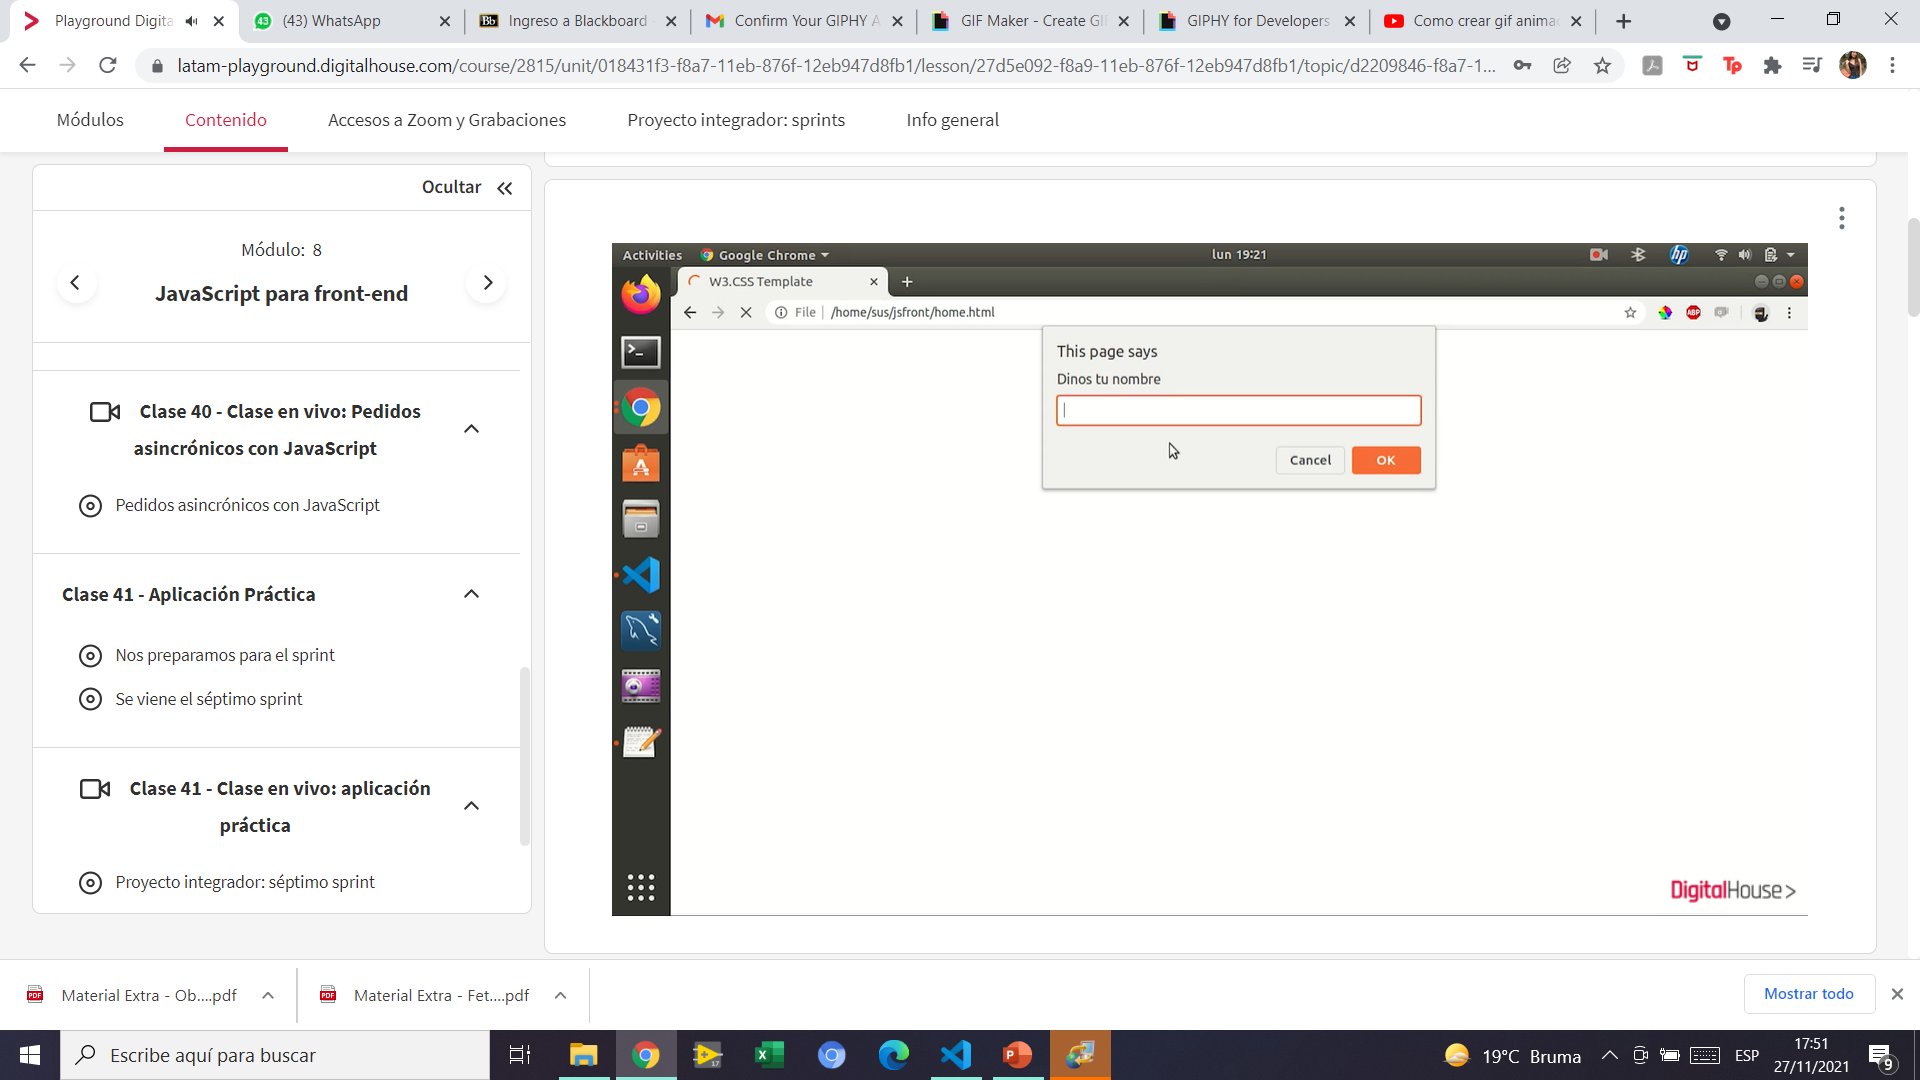 Playground Digita
(43) WhatsApp
Ingreso a Blackboard
Confirm Your GIPHY A
GIF Maker - Create GI
GIPHY for Developers
Como crear gif anima
latam-playground.digitalhouse.com/course/2815/unit/018431f3-f8a7-11eb-876f-12eb947d8fb1/lesson/27d5e092-f8a9-11eb-876f-12eb947d8fb1/topic/d2209846-f8a7-1...
Módulos
Contenido
Accesos a Zoom y Grabaciones
Proyecto integrador: sprints
Info general
Ocultar
Módulo: 8
JavaScript para front-end
Clase 40 - Clase en vivo: Pedidos
asincrónicos con JavaScript
Pedidos asincrónicos con JavaScript
Clase 41 - Aplicación Práctica
Nos preparamos para el sprint
Se viene el séptimo sprint
Clase 41 - Clase en vivo: aplicación
práctica
Proyecto integrador: séptimo sprint
Activities
Google Chrome
lun 19:21
W3.CSS Template
File
/home/sus/jsfront/home.html
ABP
This page says
Dinos tu nombre
Cancel
OK
DigitalHouse>
Material Extra - Ob....pdf
Material Extra - Fet....pdf
Mostrar todo
Escribe aquí para buscar
19°C Bruma
ESP
17:51
27/11/2021
9